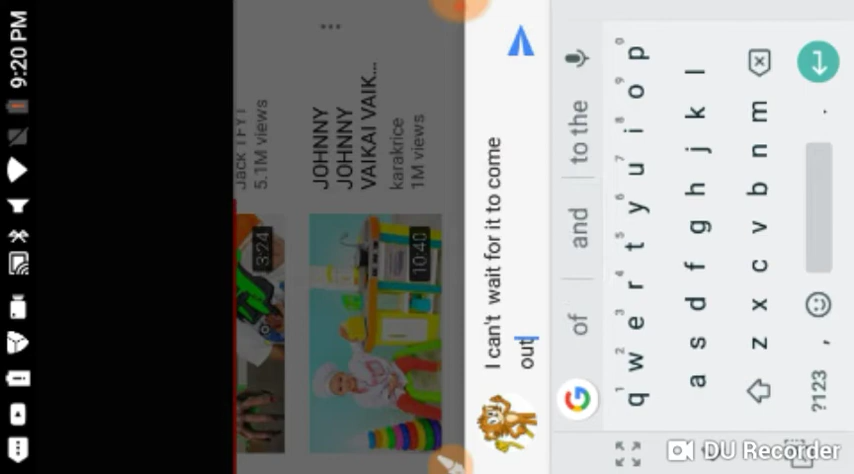 9:20 PM
5.1M views
3:24
JOHNNY
JOHNNY
VAIKAI VAIK...
karakrice
1M views
10:40
I can't wait for it to come
out
of and to the
1 2 3 4 5 6 7 8 9 0
q w e r t y u i o p
a s d f g h j k l
z x c v b n m
?123 , .
DU Recorder